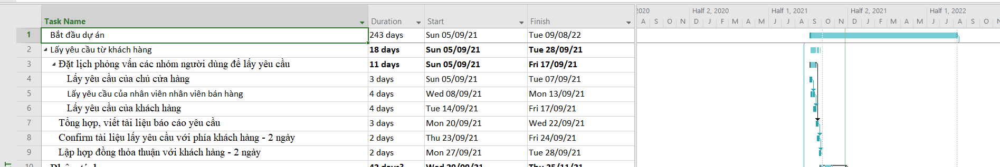 2020 Half 2, 2020 Half 1, 2021 Half 2, 2021 Half 1, 2022
Task Name Duration Start Finish A S O N D J F M A M J J A S O N D J F M A M J J A S O N
1 Bắt đầu dự án 243 days Sun 05/09/21 Tue 09/08/22
2 Lấy yêu cầu từ khách hàng 18 days Sun 05/09/21 Tue 28/09/21
3 Đặt lịch phỏng vấn các nhóm người dùng để lấy yêu cầu 11 days Sun 05/09/21 Fri 17/09/21
4 Lấy yêu cầu của chủ cửa hàng 3 days Sun 05/09/21 Tue 07/09/21
5 Lấy yêu cầu của nhân viên nhân viên bán hàng 4 days Wed 08/09/21 Mon 13/09/21
6 Lấy yêu cầu của khách hàng 4 days Tue 14/09/21 Fri 17/09/21
7 Tổng hợp, viết tài liệu báo cáo yêu cầu 3 days Mon 20/09/21 Wed 22/09/21
8 Confirm tài liệu lấy yêu cầu với phía khách hàng - 2 ngày 2 days Thu 23/09/21 Fri 24/09/21
9 Lập hợp đồng thỏa thuận với khách hàng - 2 ngày 2 days Mon 27/09/21 Tue 28/09/21
10 42 days? Wed 29/09/21 Thu 25/11/21